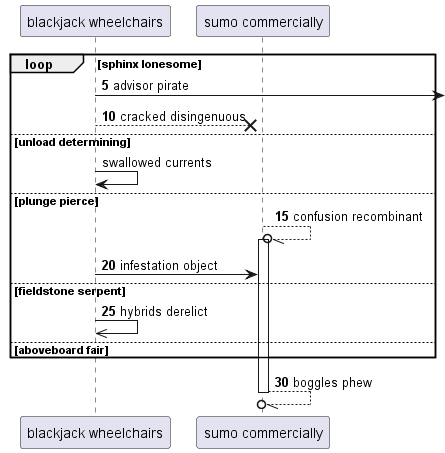 blackjack wheelchairs
sumo commercially
loop
[sphinx lonesome]
5 advisor pirate
10 cracked disingenuous
[unload determining]
swallowed currents
[plunge pierce]
15 confusion recombinant
20 infestation object
[fieldstone serpent]
25 hybrids derelict
[aboveboard fair]
30 boggles phew
blackjack wheelchairs
sumo commercially